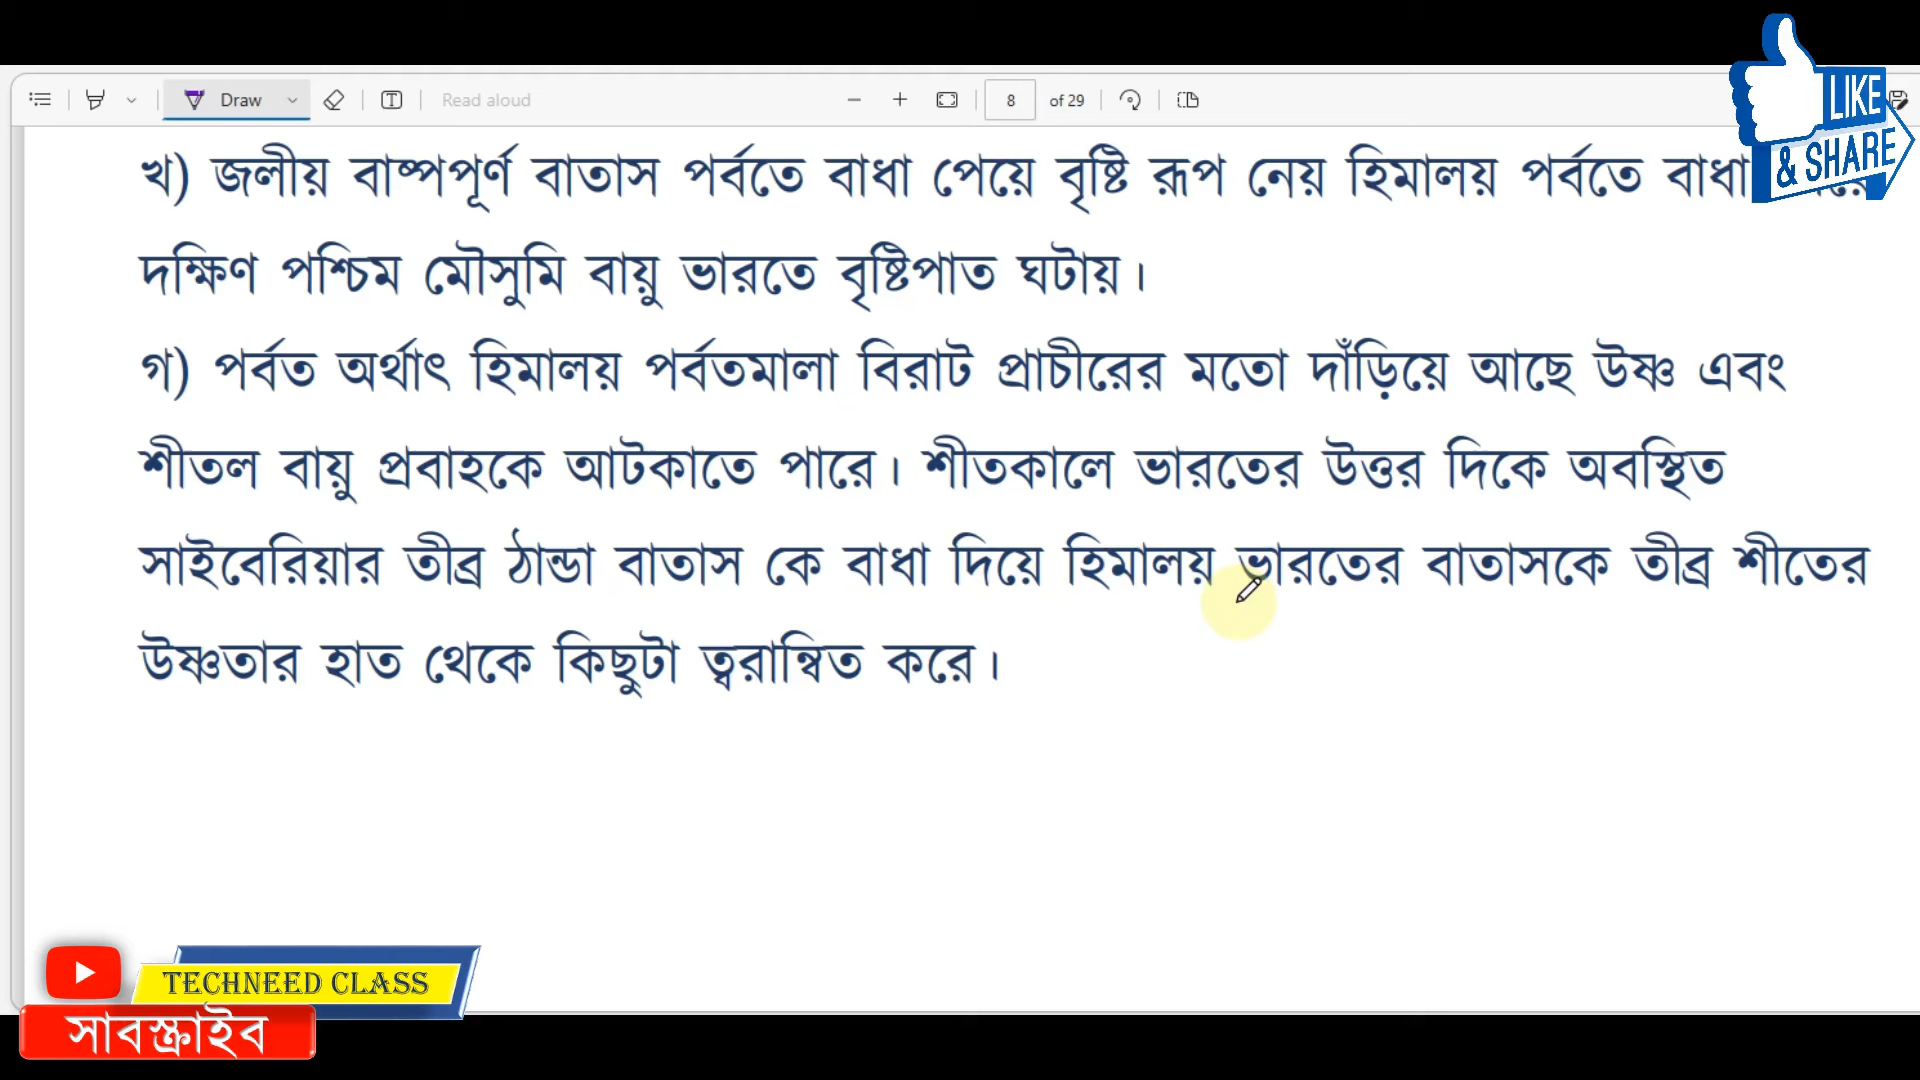 Draw
Read aloud
8
of 29
LIKE
& SHARE
খ) জলীয় বাষ্পপূর্ণ বাতাস পর্বতে বাধা পেয়ে বৃষ্টি রূপ নেয় হিমালয় পর্বতে বাধা
দক্ষিণ পশ্চিম মৌসুমি বায়ু ভারতে বৃষ্টিপাত ঘটায়।
গ) পর্বত অর্থাৎ হিমালয় পর্বতমালা বিরাট প্রাচীরের মতো দাঁড়িয়ে আছে উষ্ণ এবং
শীতল বায়ু প্রবাহকে আটকাতে পারে। শীতকালে ভারতের উত্তর দিকে অবস্থিত
সাইবেরিয়ার তীব্র ঠান্ডা বাতাস কে বাধা দিয়ে হিমালয় ভারতের বাতাসকে তীব্র শীতের
উষ্ণতার হাত থেকে কিছুটা ত্বরান্বিত করে।
TECHNEED CLASS
সাবস্ক্রাইব